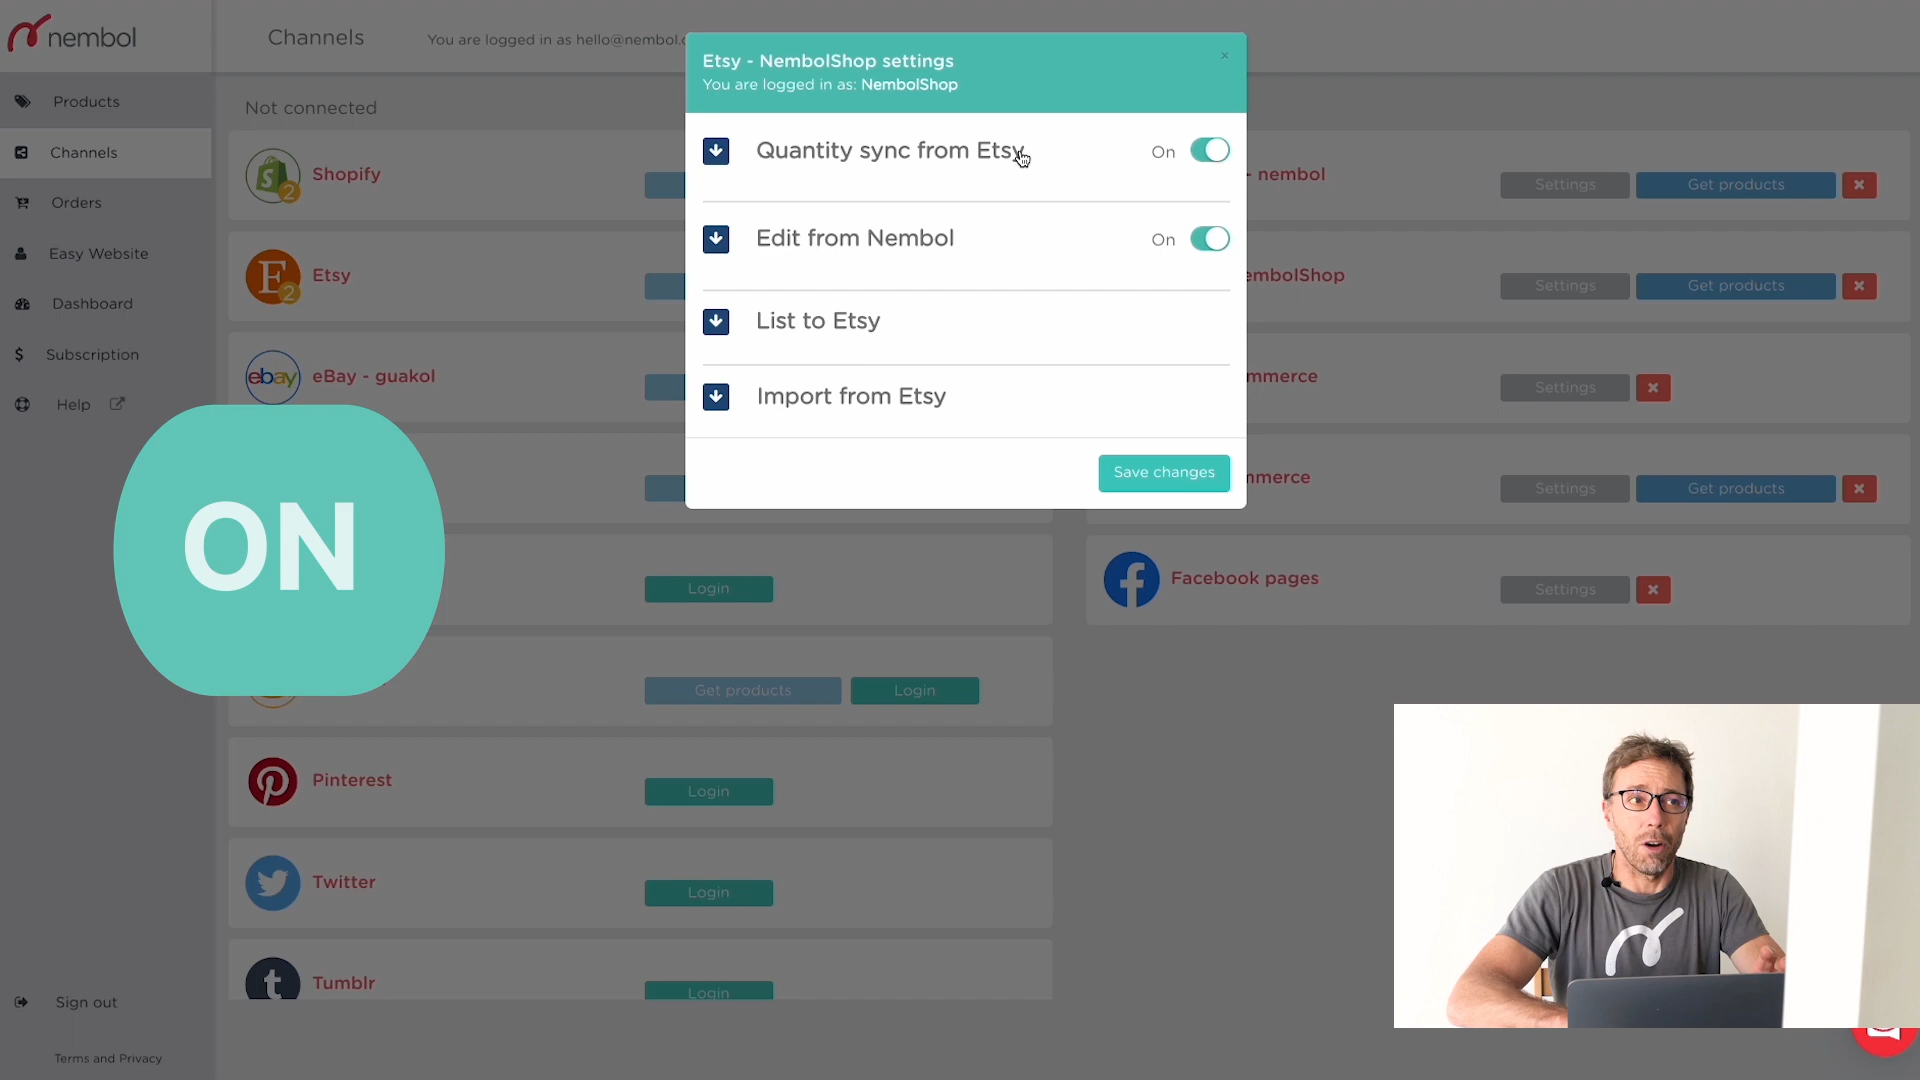 nembol
Channels
You are logged in as hello@nembol.c
Products
Channels
Orders
Easy Website
Dashboard
Subscription
Help
Sign out
Terms and Privacy
Not connected
Shopify
2
Etsy
E
2
ebay
eBay - guakol
Login
Get products
Login
Pinterest
Login
Twitter
Login
Tumblr
Login
ON
Etsy - NembolShop settings
You are logged in as: NembolShop
×
Quantity sync from Etsy
On
Edit from Nembol
On
List to Etsy
Import from Etsy
Save changes
- nembol
Settings
Get products
embolShop
Settings
Get products
mmerce
Settings
mmerce
Settings
Get products
Facebook pages
Settings